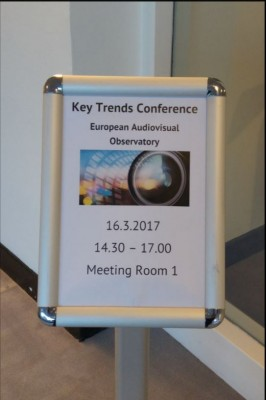 Key Trends Conference
European Audiovisual
Observatory
16.3.2017
14.30 – 17.00
Meeting Room 1